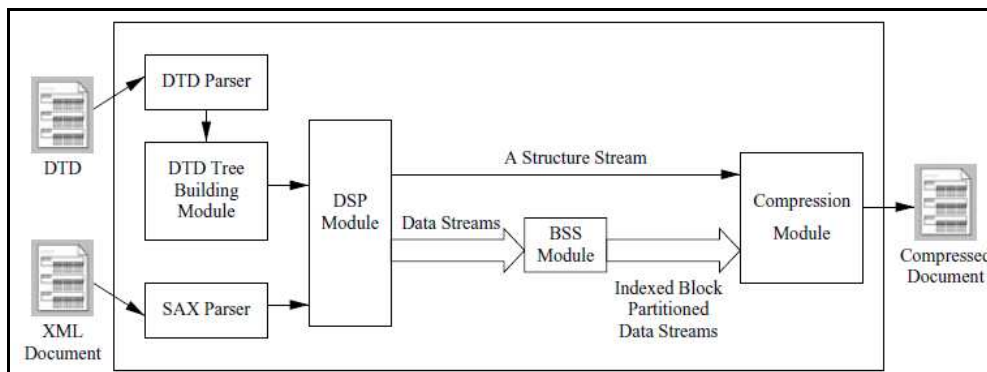 DTD
XML
Document
DTD Parser
DTD Tree
Building
Module
SAX Parser
DSP
Module
A Structure Stream
Data Streams
BSS
Module
Indexed Block
Partitioned
Data Streams
Compression
Module
Compressed
Document